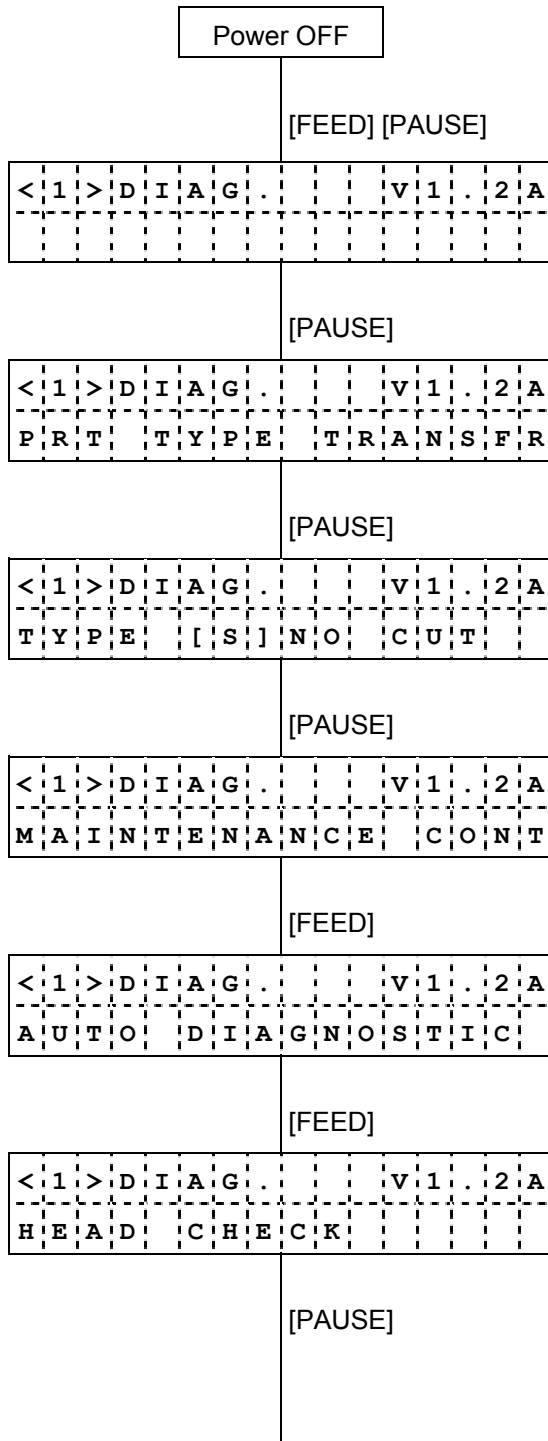 Power OFF
[FEED] [PAUSE]
<1>DIAG.    V1.2A
[PAUSE]
<1>DIAG.    V1.2A
PRT TYPE TRANSFR
[PAUSE]
<1>DIAG.    V1.2A
TYPE [S]NO CUT
[PAUSE]
<1>DIAG.    V1.2A
MAINTENANCE CONT
[FEED]
<1>DIAG.    V1.2A
AUTO DIAGNOSTIC
[FEED]
<1>DIAG.    V1.2A
HEAD CHECK
[PAUSE]